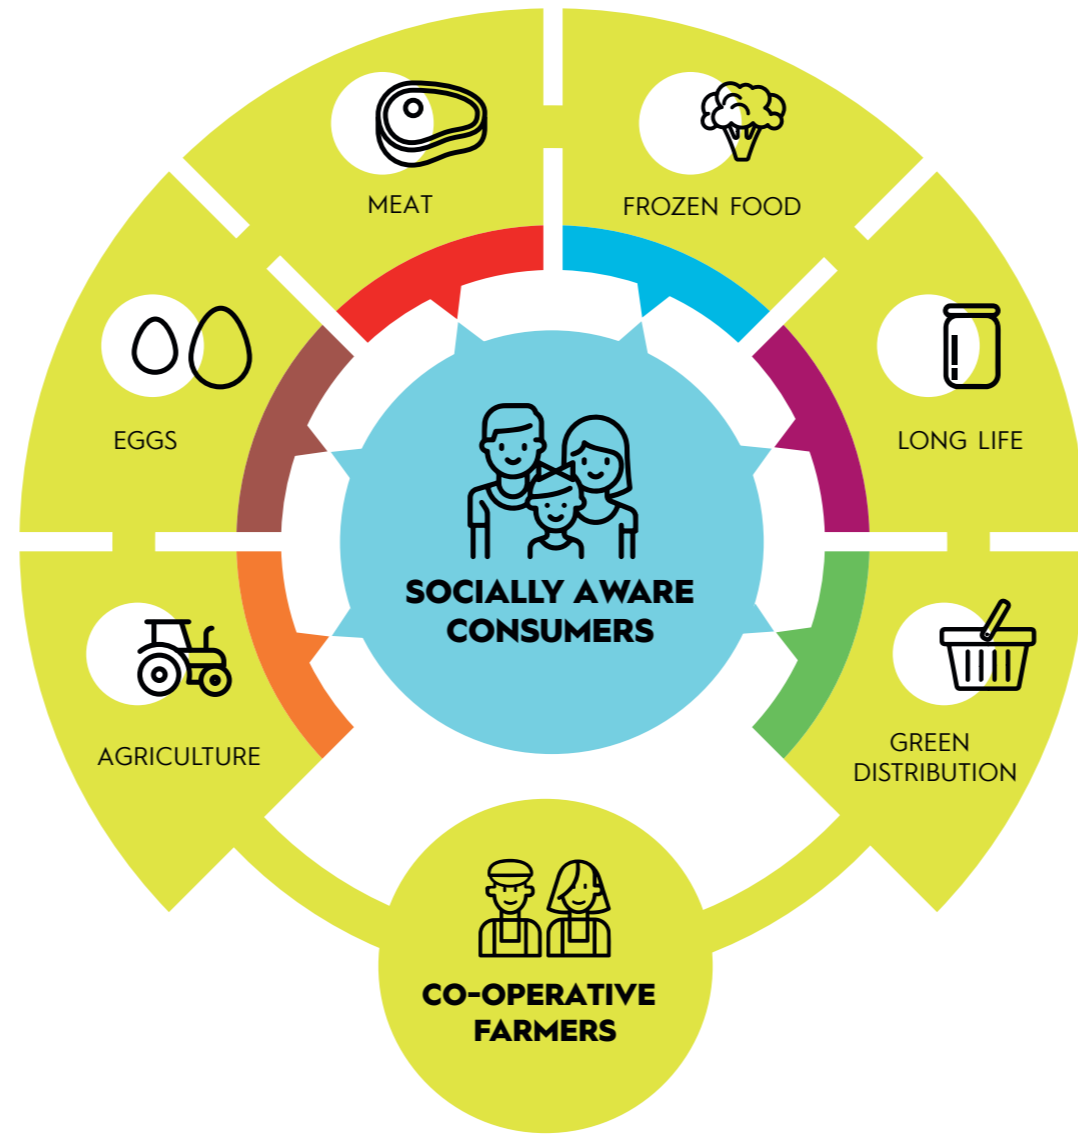 MEAT
FROZEN FOOD
EGGS
LONG LIFE
SOCIALLY AWARE
CONSUMERS
AGRICULTURE
GREEN
DISTRIBUTION
CO-OPERATIVE
FARMERS